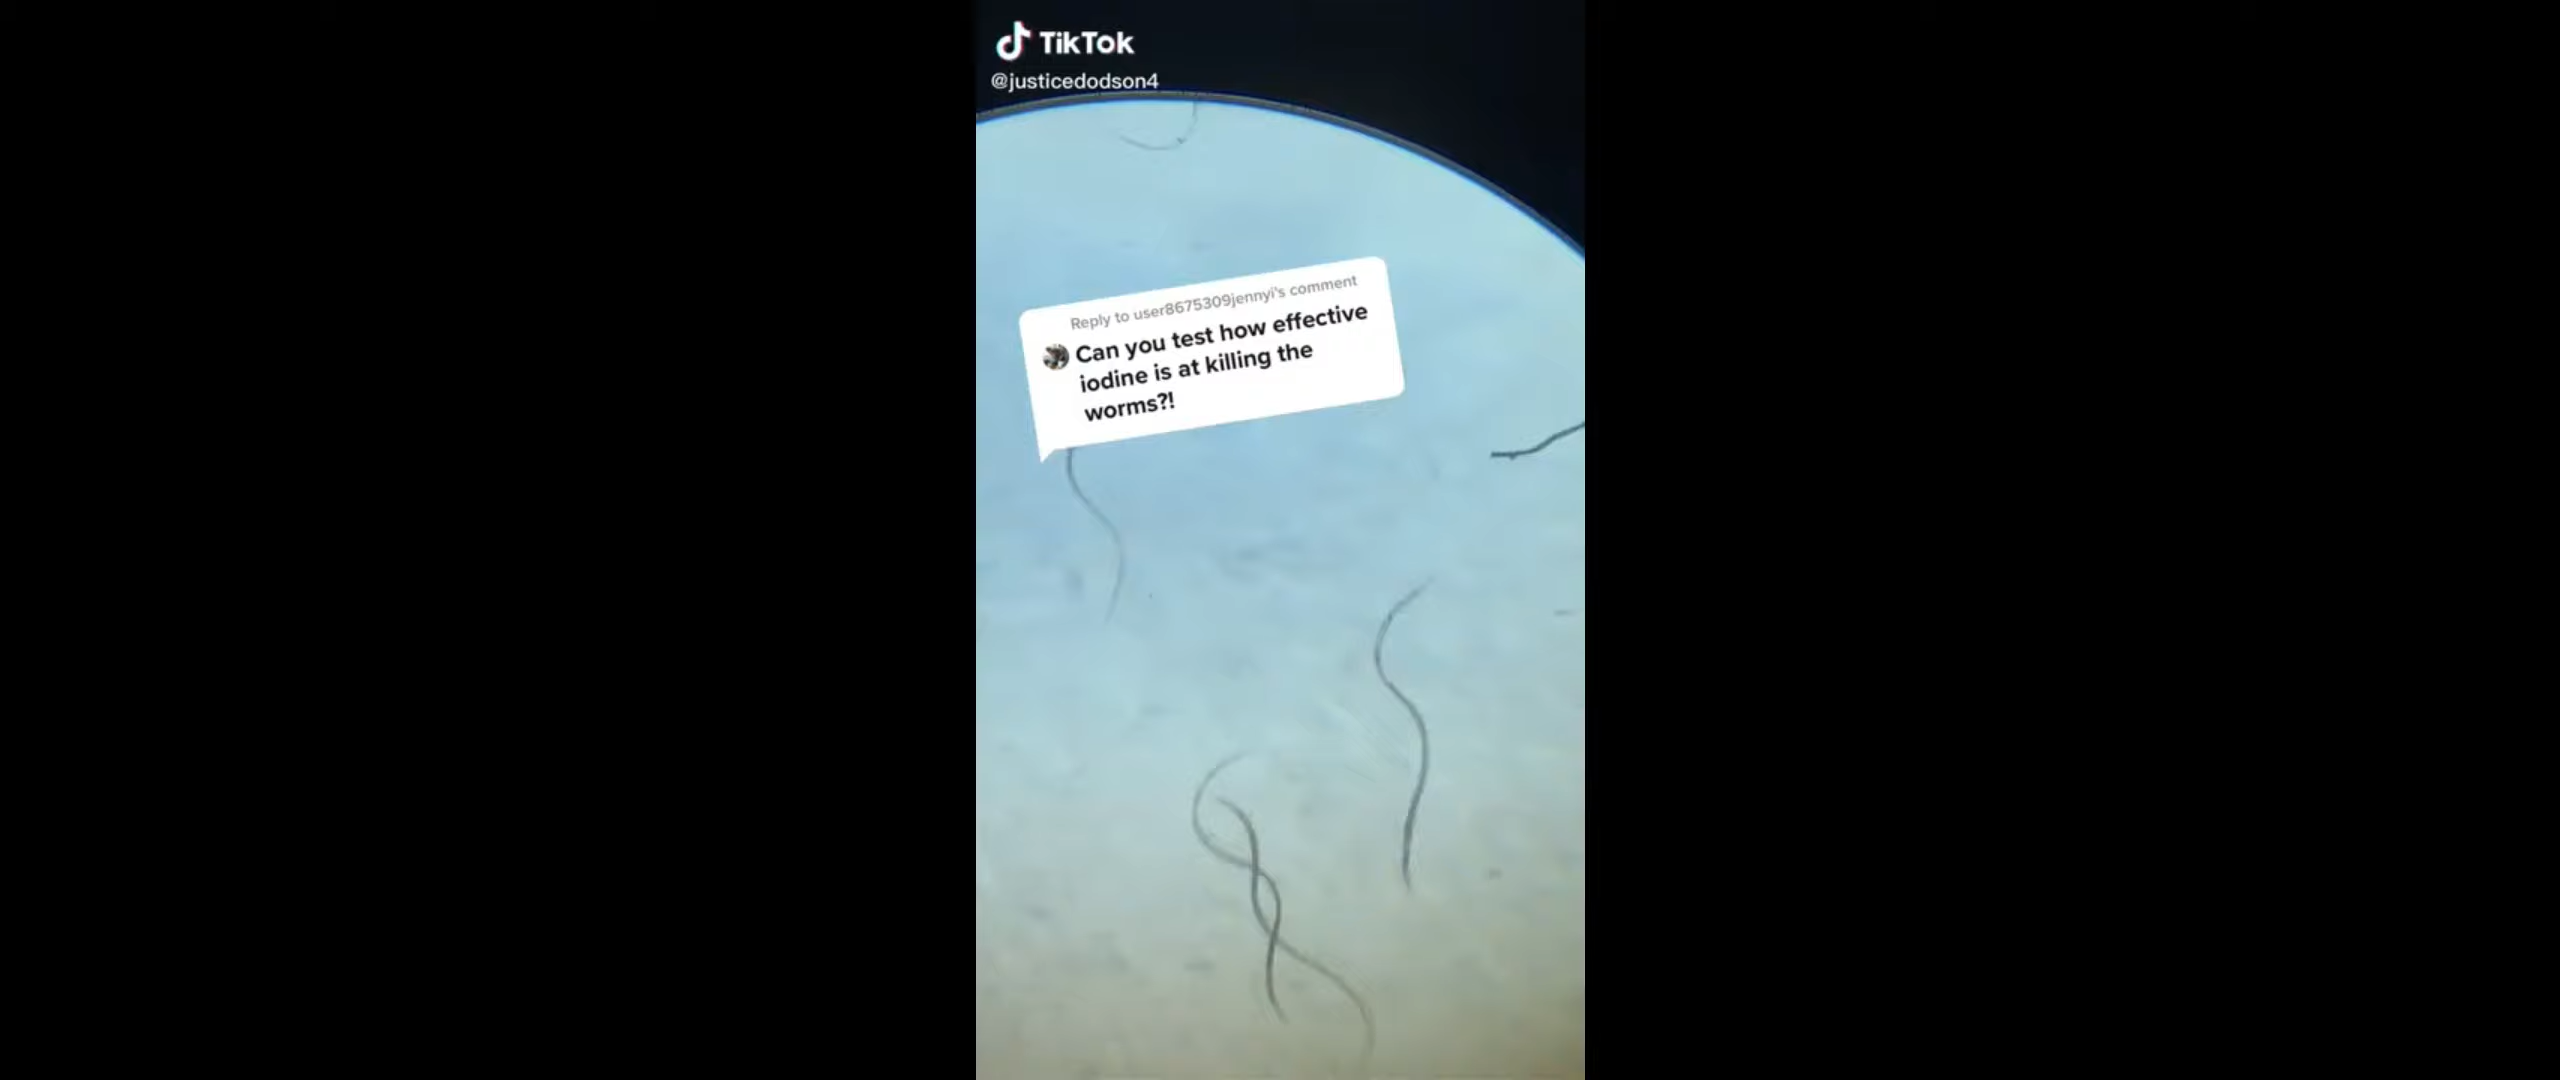 TikTok
@justicedodson4
Reply to user8675309jennyi's comment
Can you test how effective
iodine is at killing the
worms?!